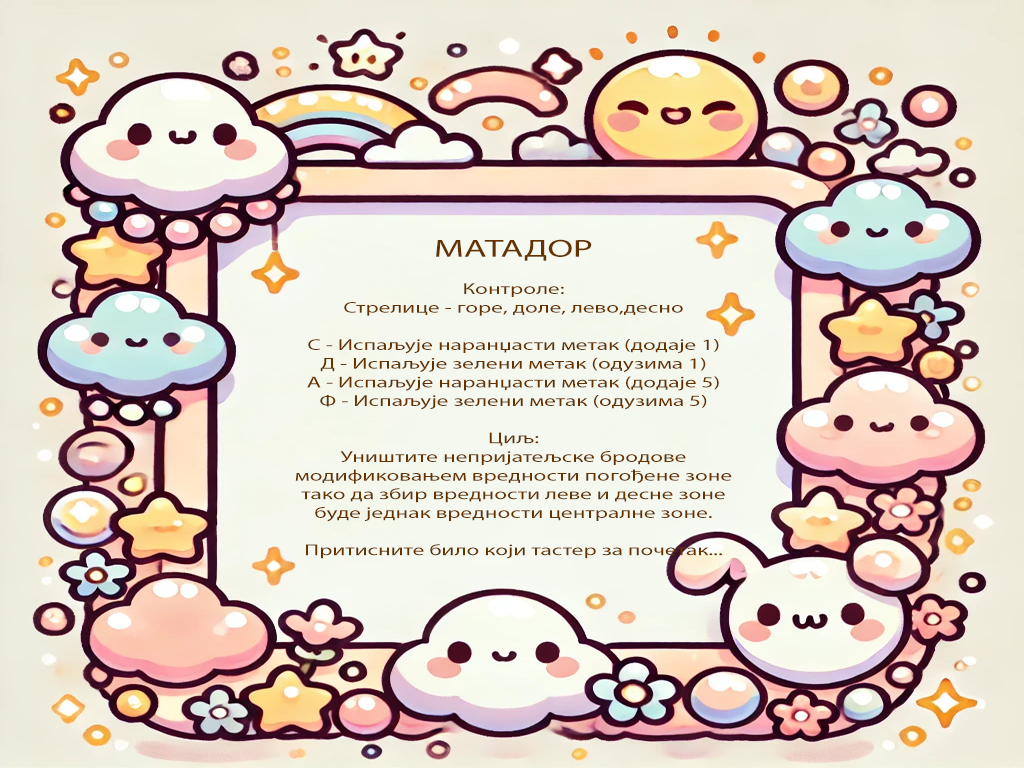 МАТАДОР
Контроле:
Стрелице - горе, доле, лево,десно
С - Испаљује наранџасти метак (додаје 1)
Д - Испаљује зелени метак (одузима 1)
А - Испаљује наранџасти метак (додаје 5)
Ф - Испаљује зелени метак (одузима 5)
Циљ:
Уништите непријатељске бродове
модификовањем вредности погођене зоне
тако да збир вредности леве и десне зоне
буде једнак вредности централне зоне.
Притисните било који тастер за почетак...